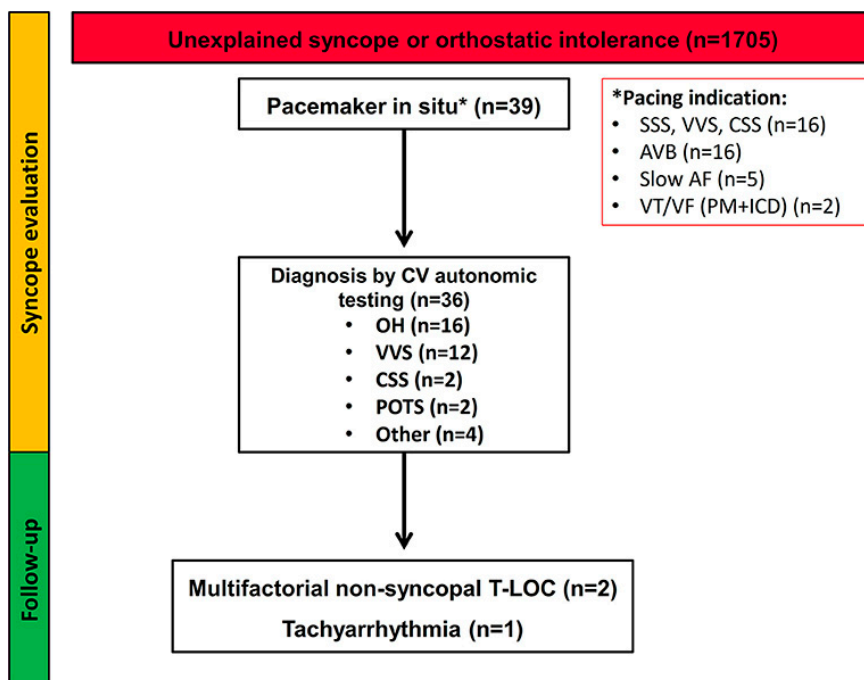 Unexplained syncope or orthostatic intolerance (n=1705)
Pacemaker in situ* (n=39)
*Pacing indication:
• SSS, VVS, CSS (n=16)
• AVB (n=16)
• Slow AF (n=5)
• VT/VF (PM+ICD) (n=2)
Syncope evaluation
Diagnosis by CV autonomic
testing (n=36)
• OH (n=16)
• VVS (n=12)
• CSS (n=2)
• POTS (n=2)
• Other (n=4)
Follow-up
Multifactorial non-syncopal T-LOC (n=2)
Tachyarrhythmia (n=1)